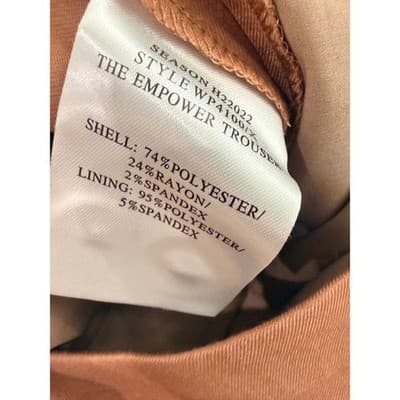 SEASON H22022
STYLE WP4100/X
THE EMPOWER TROUSER
SHELL: 74%POLYESTER/
24%RAYON/
2%SPANDEX
LINING: 95%POLYESTER/
5%SPANDEX